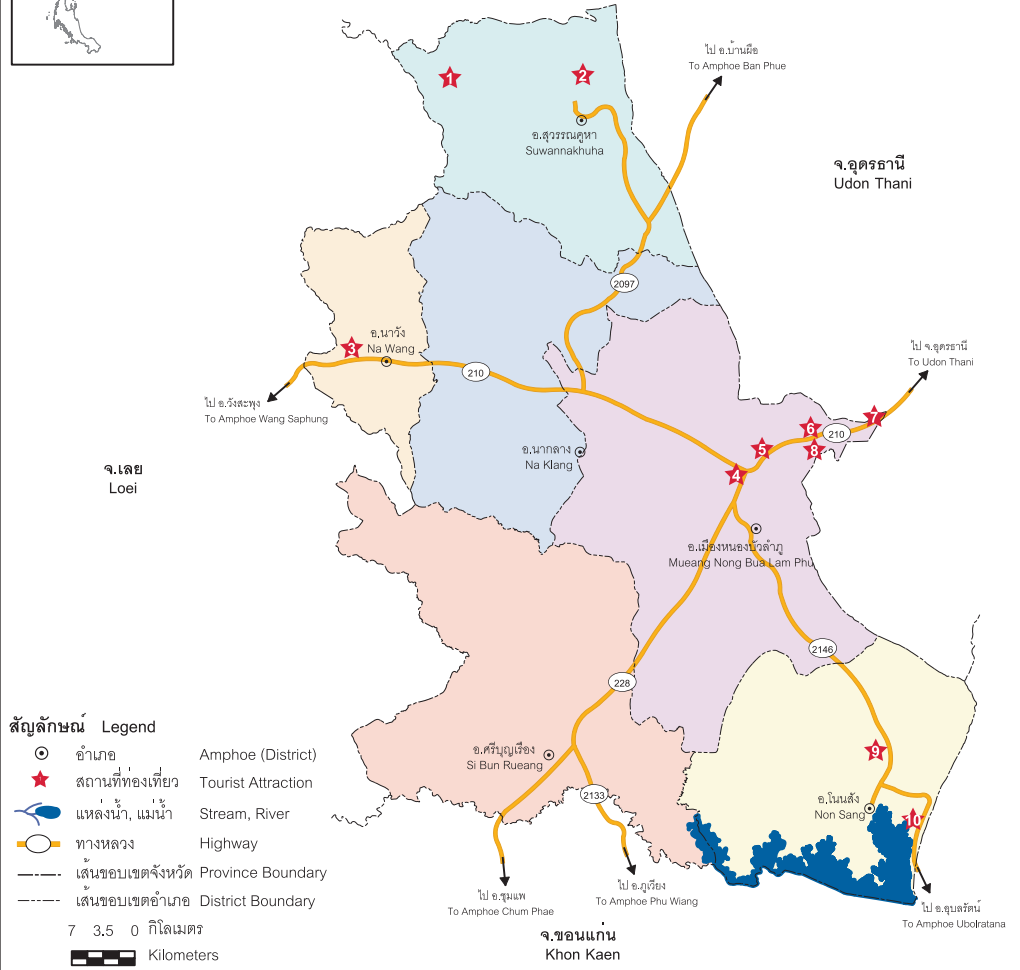 1
2
ไป อ.บ้านผือ
To Amphoe Ban Phue
อ.สุวรรณคูหา
Suwannakhuha
จ.อุดรธานี
Udon Thani
2097
3
อ.นาวัง
Na Wang
210
ไป จ.อุดรธานี
To Udon Thani
ไป อ.วังสะพุง
To Amphoe Wang Saphung
7
6
210
5
8
4
อ.นากลาง
Na Klang
จ.เลย
Loei
อ.เมืองหนองบัวลำภู
Mueang Nong Bua Lam Phu
2146
228
สัญลักษณ์ Legend
อำเภอ Amphoe (District)
สถานที่ท่องเที่ยว Tourist Attraction
แหล่งน้ำ, แม่น้ำ Stream, River
ทางหลวง Highway
เส้นขอบเขตจังหวัด Province Boundary
เส้นขอบเขตอำเภอ District Boundary
7 3.5 0 กิโลเมตร
Kilometers
อ.ศรีบุญเรือง
Si Bun Rueang
2133
9
อ.โนนสัง
Non Sang
10
ไป อ.ชุมแพ
To Amphoe Chum Phae
ไป อ.ภูเวียง
To Amphoe Phu Wiang
ไป อ.อุบลรัตน์
To Amphoe Ubolratana
จ.ขอนแก่น
Khon Kaen